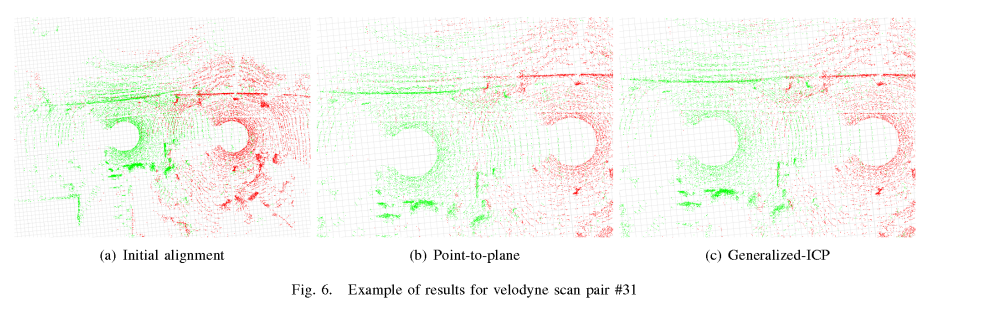 (a) Initial alignment
(b) Point-to-plane
(c) Generalized-ICP
Fig. 6. Example of results for velodyne scan pair #31